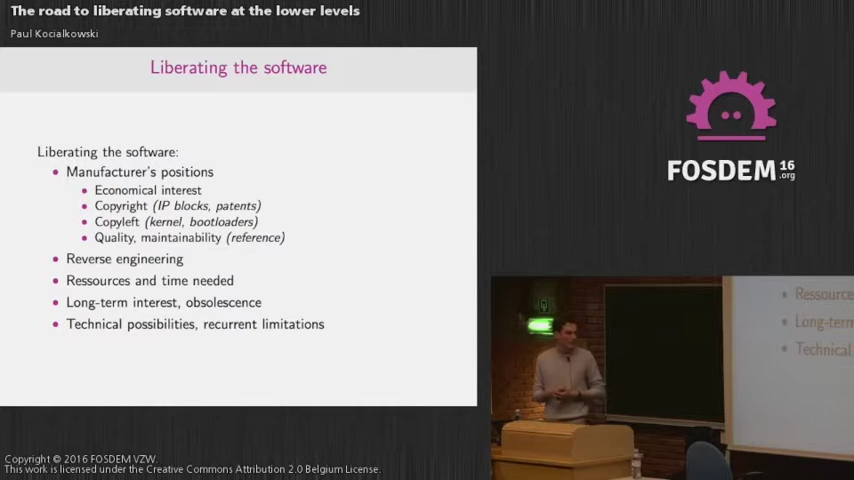 The road to liberating software at the lower levels
Paul Kocialkowski
Liberating the software
Liberating the software:
• Manufacturer's positions
• Economical interest
• Copyright (IP blocks, patents)
• Copyleft (kernel, bootloaders)
• Quality, maintainability (reference)
• Reverse engineering
• Ressources and time needed
• Long-term interest, obsolescence
• Technical possibilities, recurrent limitations
FOSDEM 16 .org
• Ressource
• Long-term
• Technical
Copyright © 2016 FOSDEM VZW.
This work is licensed under the Creative Commons Attribution 2.0 Belgium License.